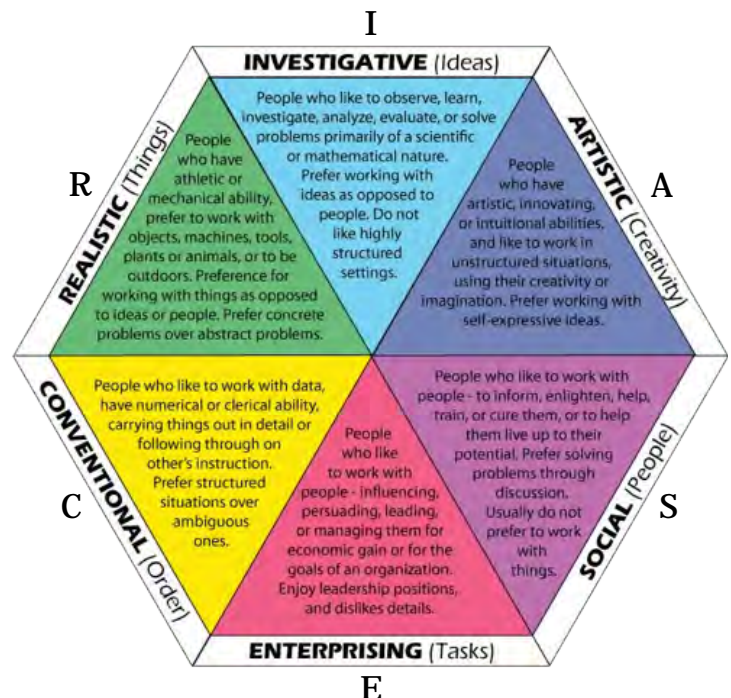 I
INVESTIGATIVE (Ideas)
People who like to observe, learn,
investigate, analyze, evaluate, or solve
problems primarily of a scientific
or mathematical nature.
Prefer working with
ideas as opposed to
people. Do not
like highly
structured
settings.
R
REALISTIC (Things)
People
who have
athletic or
mechanical ability,
prefer to work with
objects, machines, tools,
plants or animals, or to be
outdoors. Preference for
working with things as opposed
to ideas or people. Prefer concrete
problems over abstract problems.
A
ARTISTIC (Creativity)
People
who have
artistic, innovating,
or intuitional abilities,
and like to work in
unstructured situations,
using their creativity or
imagination. Prefer working with
self-expressive ideas.
C
CONVENTIONAL (Order)
People who like to work with data,
have numerical or clerical ability,
carrying things out in detail or
following through on
other's instruction.
Prefer structured
situations over
ambiguous
ones.
People
who like
to work with
people - influencing,
persuading, leading,
or managing them for
economic gain or for the
goals of an organization.
Enjoy leadership positions,
and dislikes details.
ENTERPRISING (Tasks)
E
People who like to work with
people - to inform, enlighten, help,
train, or cure them, or to help
them live up to their
potential. Prefer solving
problems through
discussion.
Usually do not
prefer to work
with
things.
SOCIAL (People)
S